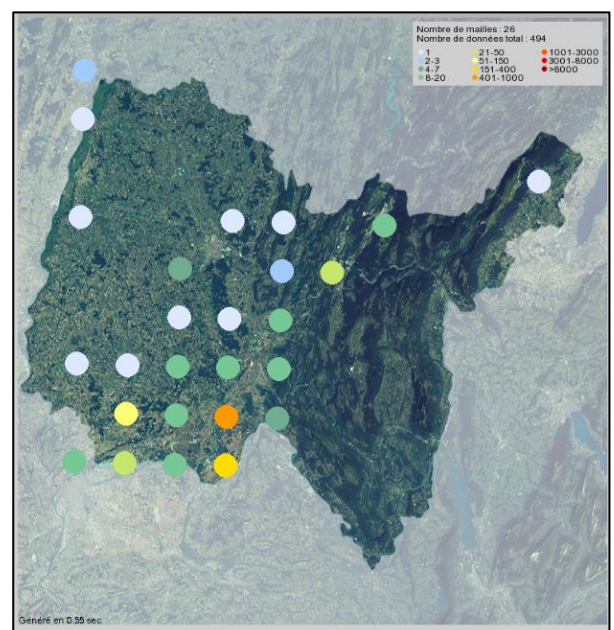 Nombre de mailles : 26
Nombre de données total : 494
1 21-50 1001-3000
2-3 51-150 3001-8000
4-7 151-400 >8000
8-20 401-1000
Généré en 0.55 sec